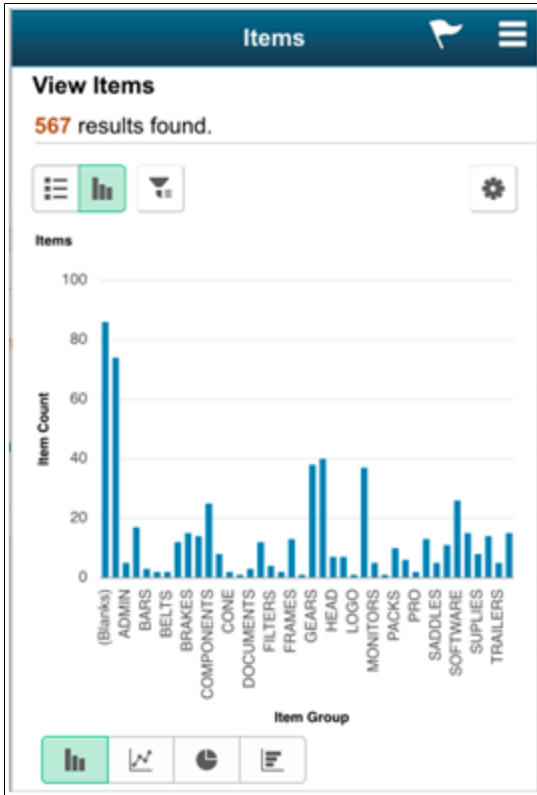 Items
View Items
567 results found.
Items
100
80
60
40
20
0
Item Count
(Blanks)
ADMIN
BARS
BELTS
BRAKES
COMPONENTS
CONE
DOCUMENTS
FILTERS
FRAMES
GEARS
HEAD
LOGO
MONITORS
PACKS
PRO
SADDLES
SOFTWARE
SUPLIES
TRAILERS
Item Group